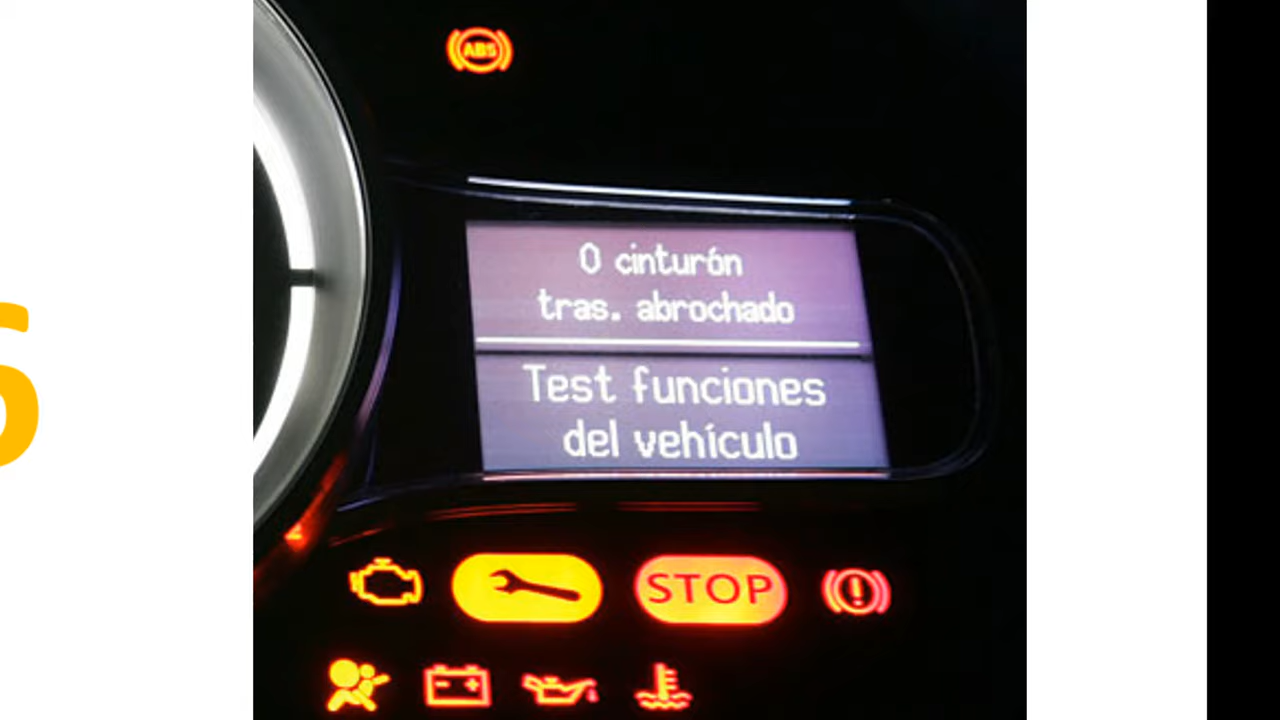 ABS
0 cinturón
tras. abrochado
Test funciones
del vehículo
STOP